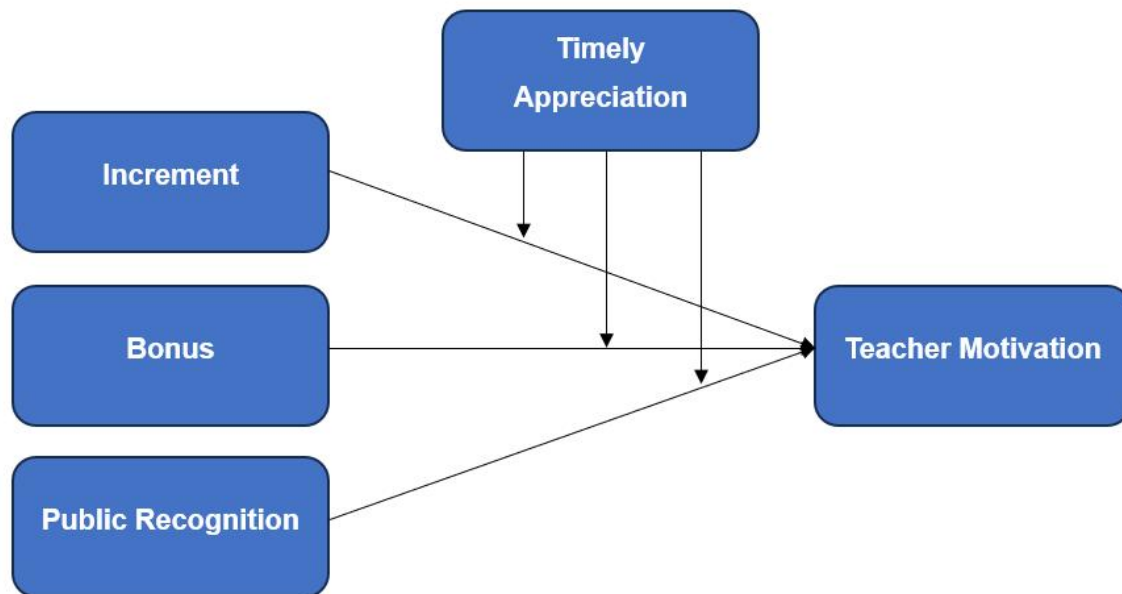 Timely
Appreciation
Increment
Bonus
Teacher Motivation
Public Recognition